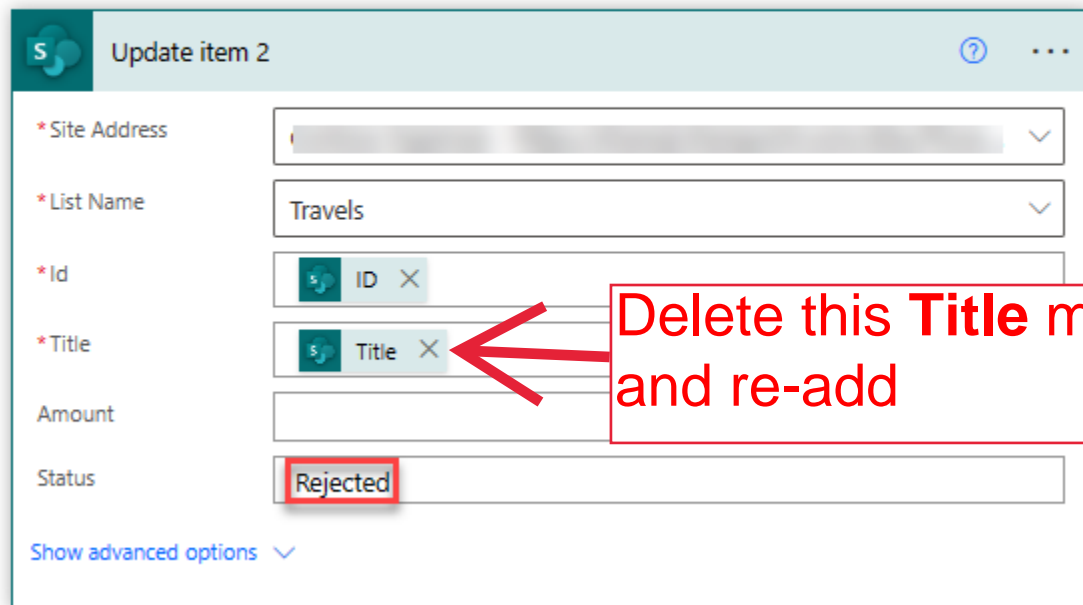 Update item 2
* Site Address
* List Name
Travels
* Id
ID
* Title
Title
Delete this Title m
and re-add
Amount
Status
Rejected
Show advanced options